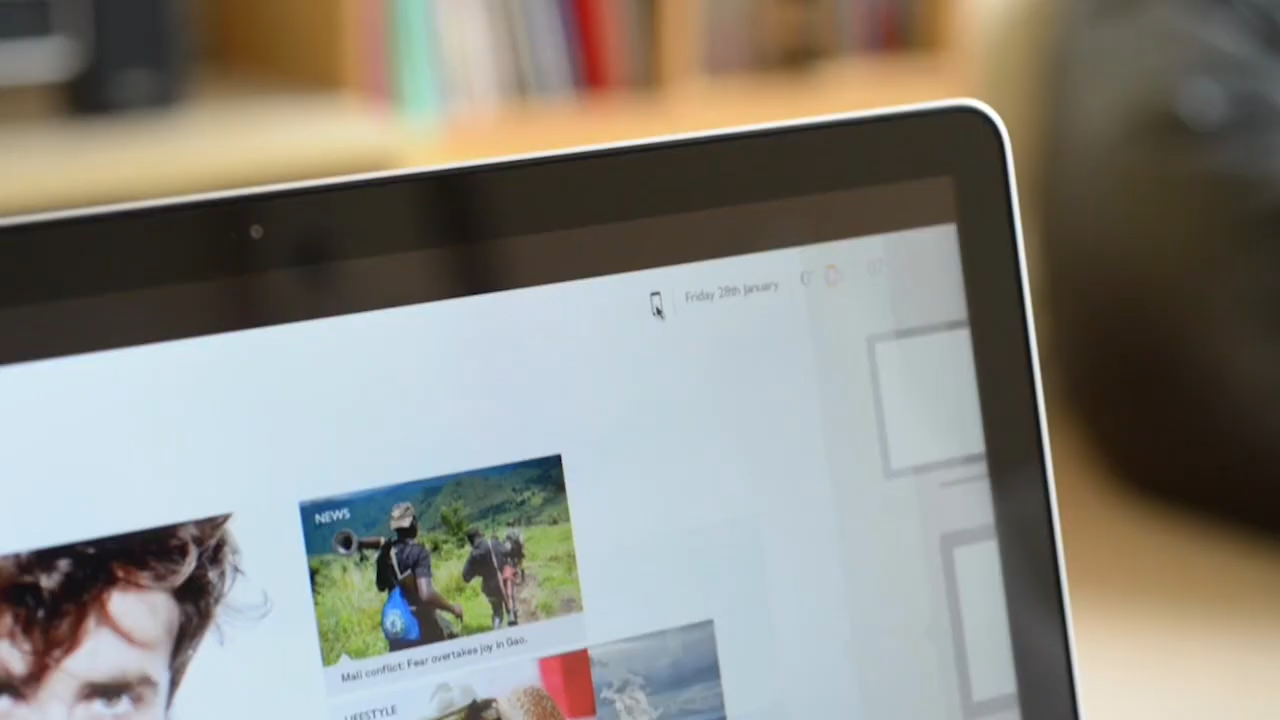 Friday 28th January
NEWS
Mali conflict: Fear overtakes joy in Gao.
LIFESTYLE